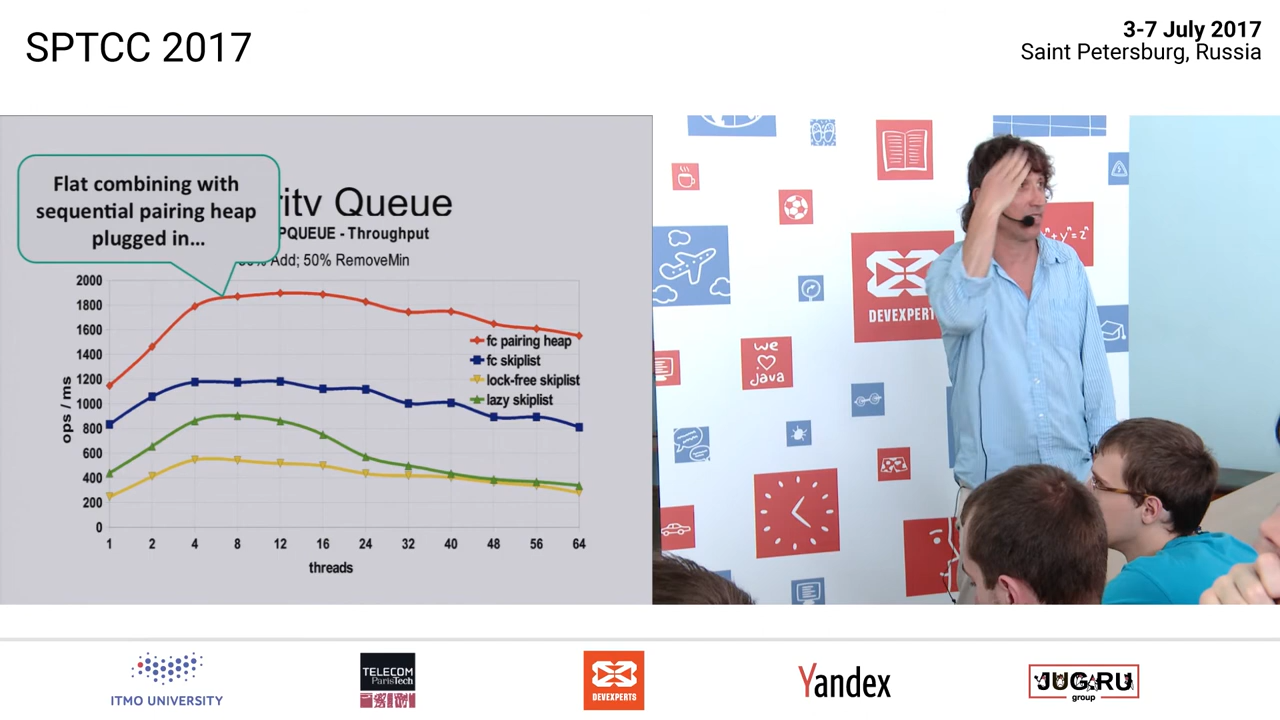 SPTCC 2017
3-7 July 2017
Saint Petersburg, Russia
Flat combining with
sequential pairing heap
plugged in...
rity Queue
PQUEUE - Throughput
Add; 50% RemoveMin
2000
1800
1600
1400
1200
1000
800
600
400
200
0
ops / ms
1 2 4 8 12 16 24 32 40 48 56 64
threads
fc pairing heap
fc skiplist
lock-free skiplist
lazy skiplist
we
java
DEVEXPERT
ITMO UNIVERSITY
TELECOM
ParisTech
DEVEXPERTS
Yandex
JUG.RU
group